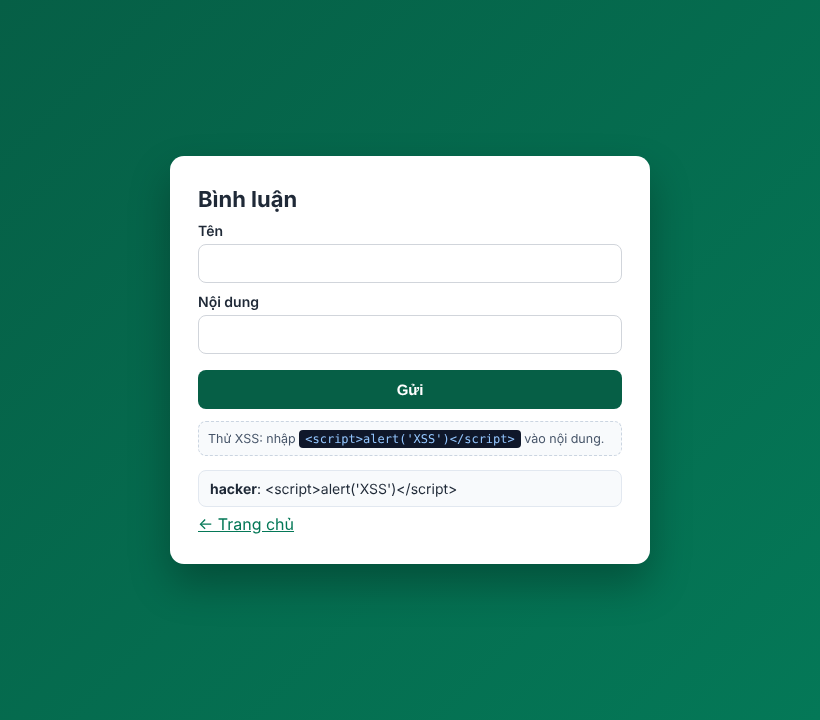 Bình luận
Tên
Nội dung
Gửi
Thử XSS: nhập <script>alert('XSS')</script> vào nội dung.
hacker: <script>alert('XSS')</script>
← Trang chủ